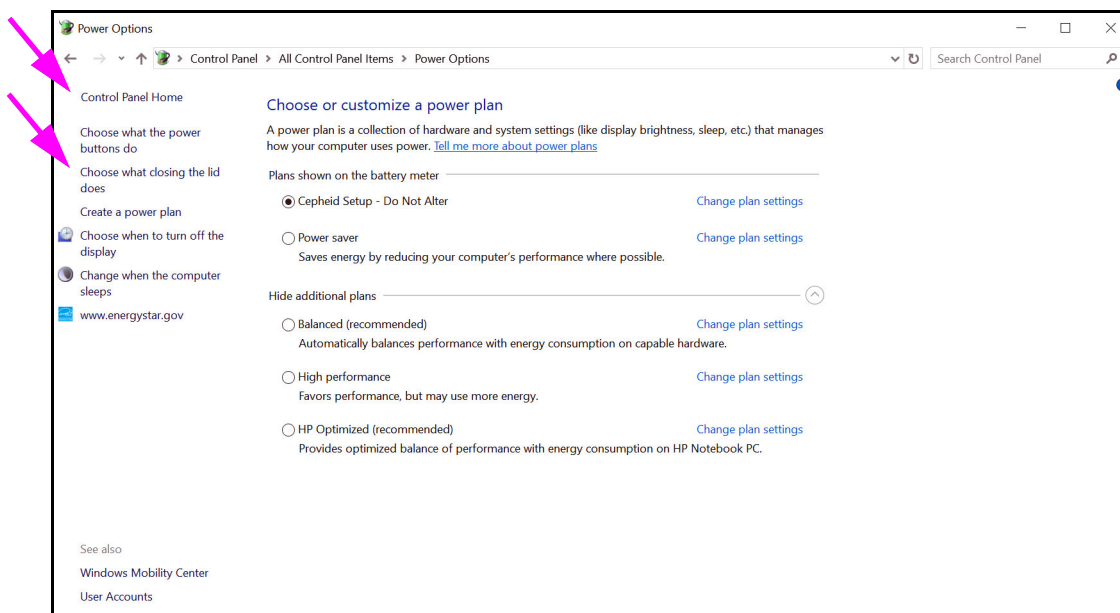 Power Options
Control Panel > All Control Panel Items > Power Options
Search Control Panel
Control Panel Home
Choose what the power
buttons do
Choose what closing the lid
does
Create a power plan
Choose when to turn off the
display
Change when the computer
sleeps
www.energystar.gov
Choose or customize a power plan
A power plan is a collection of hardware and system settings (like display brightness, sleep, etc.) that manages
how your computer uses power. Tell me more about power plans
Plans shown on the battery meter
Cepheid Setup - Do Not Alter Change plan settings
Power saver Change plan settings
Saves energy by reducing your computer's performance where possible.
Hide additional plans
Balanced (recommended) Change plan settings
Automatically balances performance with energy consumption on capable hardware.
High performance Change plan settings
Favors performance, but may use more energy.
HP Optimized (recommended) Change plan settings
Provides optimized balance of performance with energy consumption on HP Notebook PC.
See also
Windows Mobility Center
User Accounts